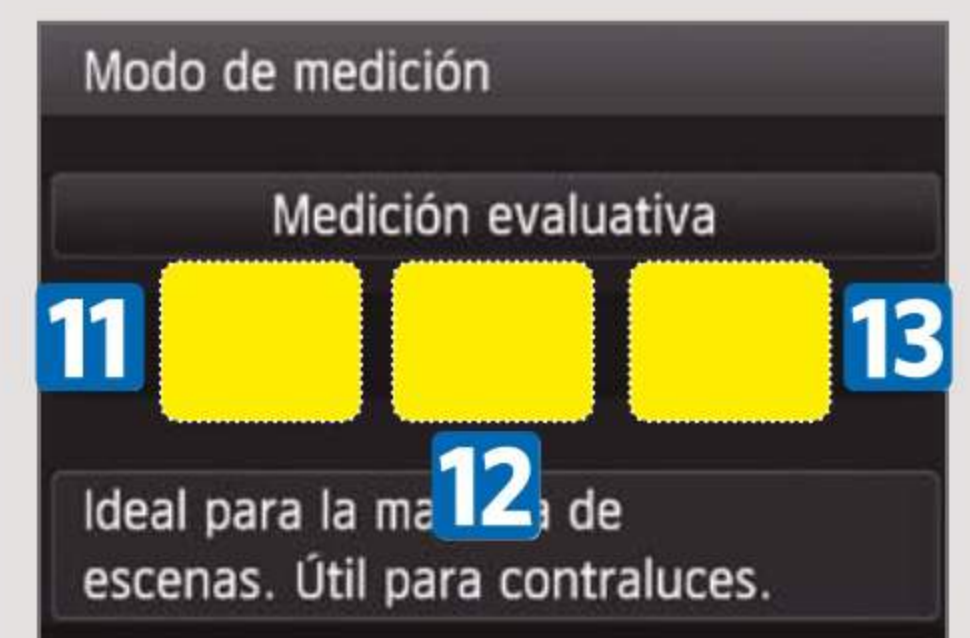 Modo de medición
Medición evaluativa
11
13
12
Ideal para la de
escenas. Útil para contraluces.